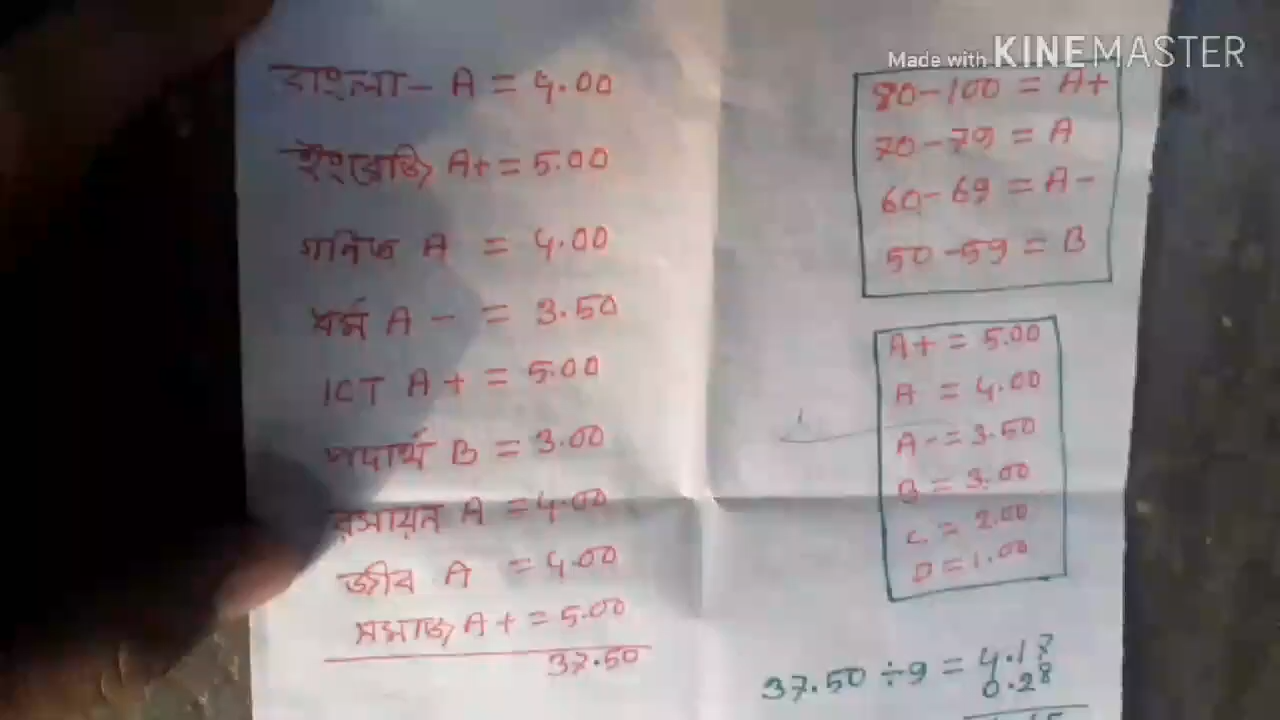 Made with KINEMASTER
বাংলা - A = 4.00
ইংরেজি A+ = 5.00
গনিত A = 4.00
ধর্ম A - = 3.50
ICT A + = 5.00
পদার্থ B = 3.00
রসায়ন A = 4.00
জীব A = 4.00
সমাজ A + = 5.00
37.50
80-100 = A+
70-79 = A
60-69 = A-
50-59 = B
A+ = 5.00
A = 4.00
A- = 3.50
B = 3.00
C = 2.00
D = 1.00
37.50 ÷ 9 = 4.17
0.28